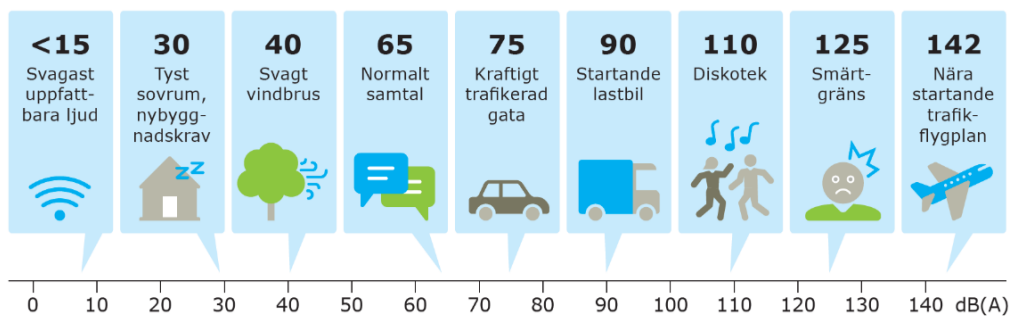 <15
Svagast
uppfatt-
bara ljud
30
Tyst
sovrum,
nybygg-
nadskrav
40
Svagt
vindbrus
65
Normalt
samtal
75
Kraftigt
trafikerad
gata
90
Startande
lastbil
110
Diskotek
125
Smärt-
gräns
142
Nära
startande
trafik-
flygplan
zz
0 10 20 30 40 50 60 70 80 90 100 110 120 130 140 dB(A)